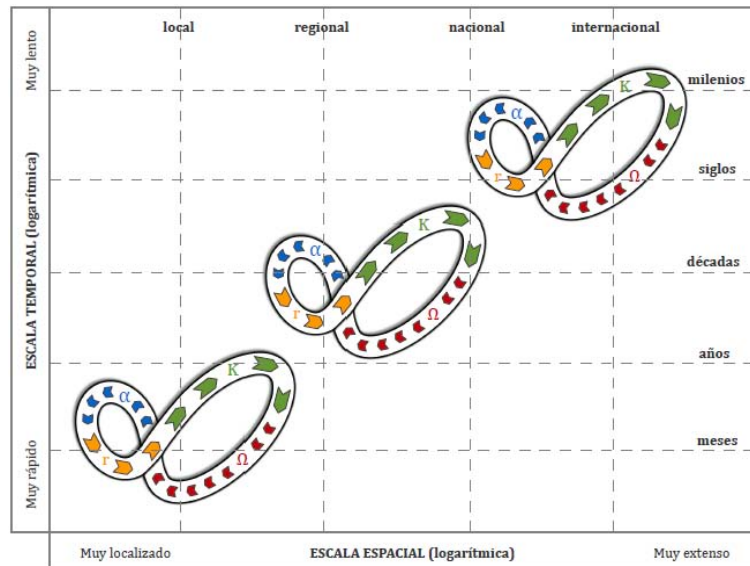 local regional nacional internacional
Muy lento
ESCALA TEMPORAL (logarítmica)
Muy rápido
milenios
siglos
décadas
años
meses
α K r Ω
α K r Ω
α K r Ω
Muy localizado ESCALA ESPACIAL (logarítmica) Muy extenso